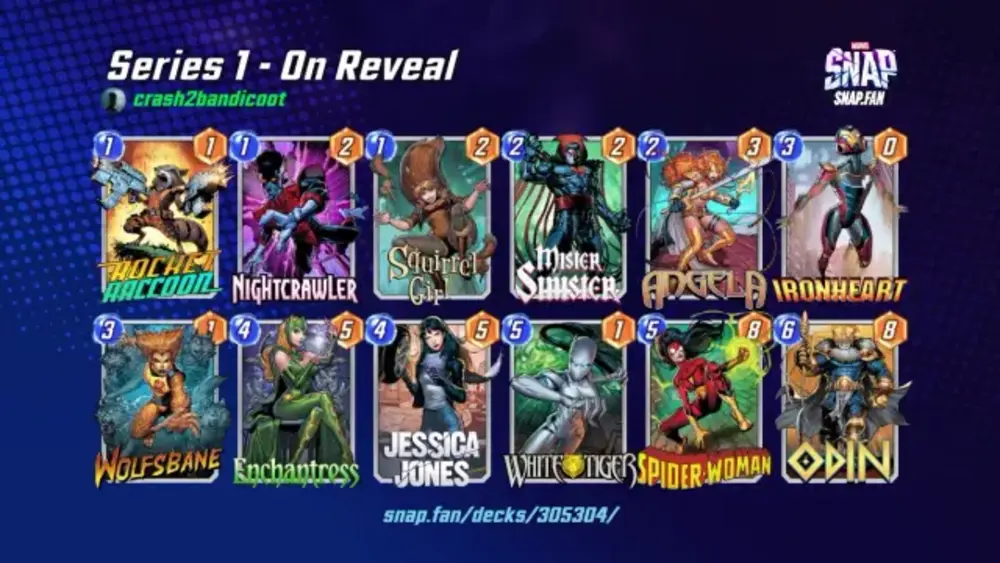 Series 1 - On Reveal
crash2bandicoot
MARVEL
SNAP
SNAP.FAN
1 1 1 2 1 2 2 2 2 3 3 0
ROCKET RACCOON
NIGHTCRAWLER
Squirrel Girl
MISTER SINISTER
ANGELA
IRONHEART
3 1 4 5 4 5 5 1 5 8 6 8
WOLFSBANE
Enchantress
JESSICA JONES
WHITE TIGER
SPIDER-WOMAN
ODIN
snap.fan/decks/305304/